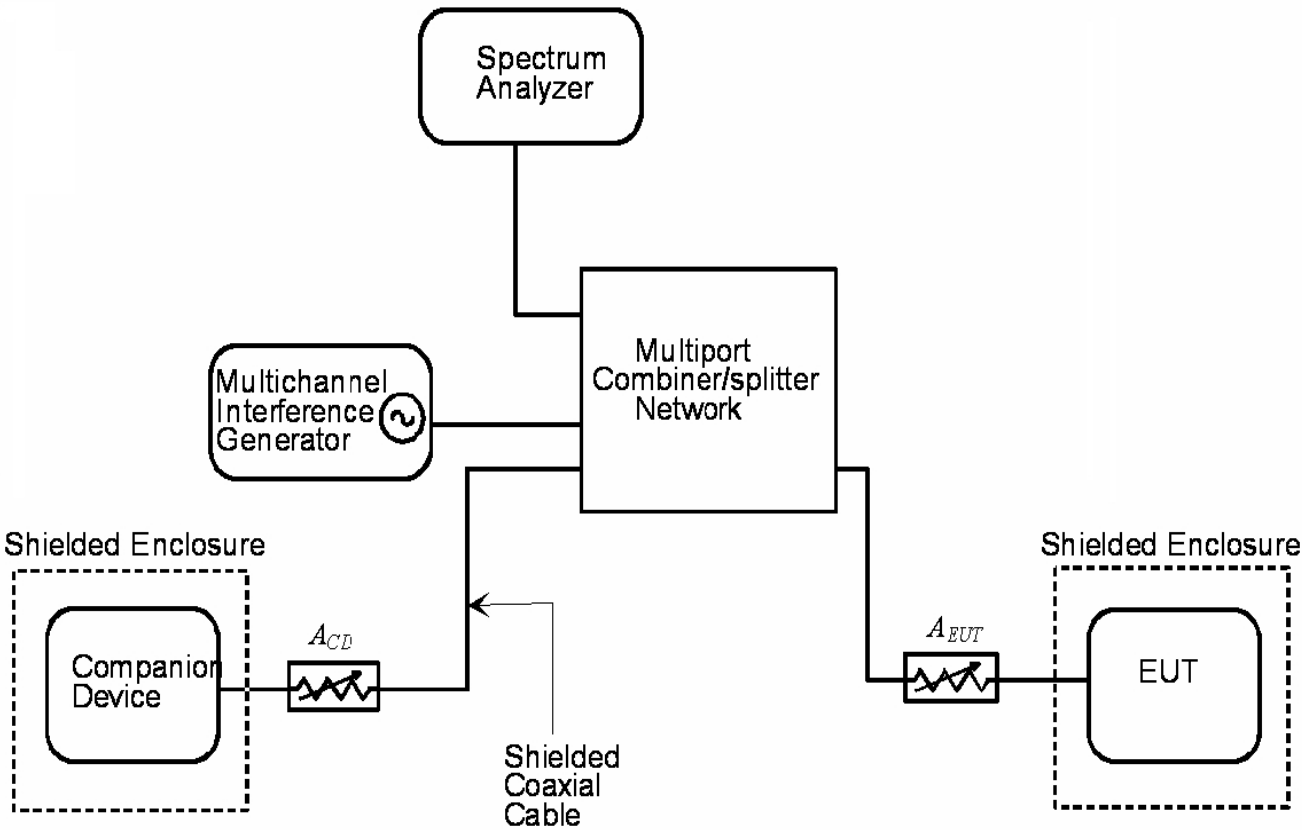 Spectrum
Analyzer
Multiport
Combiner/splitter
Network
Multichannel
Interference
Generator
Shielded Enclosure
Shielded Enclosure
A_CD
A_EUT
Companion
Device
EUT
Shielded
Coaxial
Cable